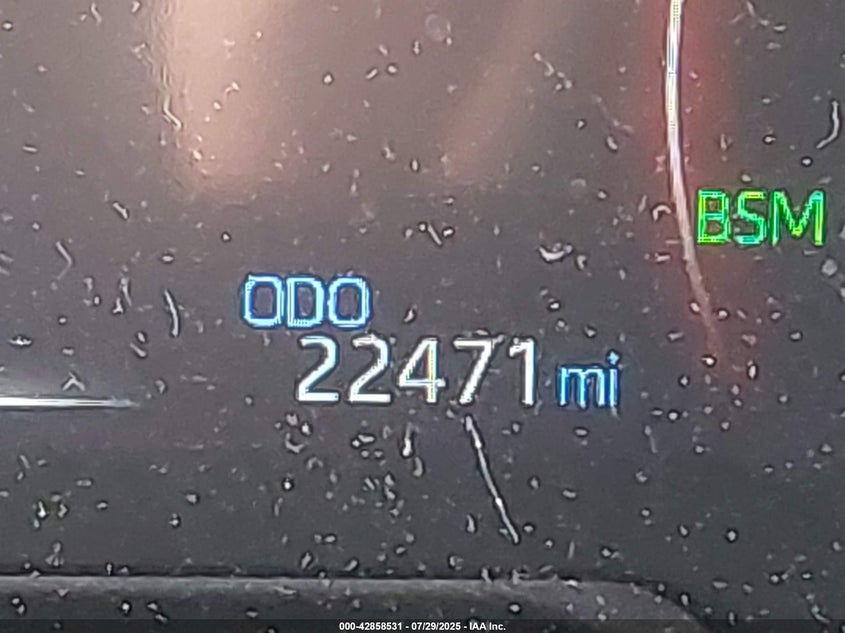 BSM
ODO
22471 mi
000-42858531 - 07/29/2025 - IAA Inc.